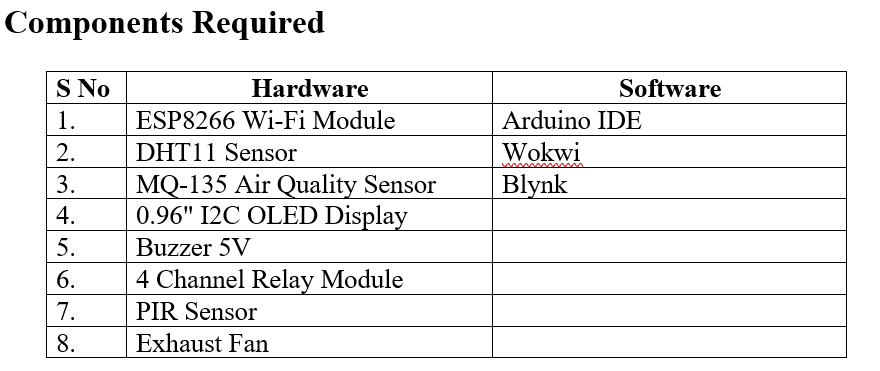 Components Required
S No Hardware Software
1. ESP8266 Wi-Fi Module Arduino IDE
2. DHT11 Sensor Wokwi
3. MQ-135 Air Quality Sensor Blynk
4. 0.96" I2C OLED Display
5. Buzzer 5V
6. 4 Channel Relay Module
7. PIR Sensor
8. Exhaust Fan